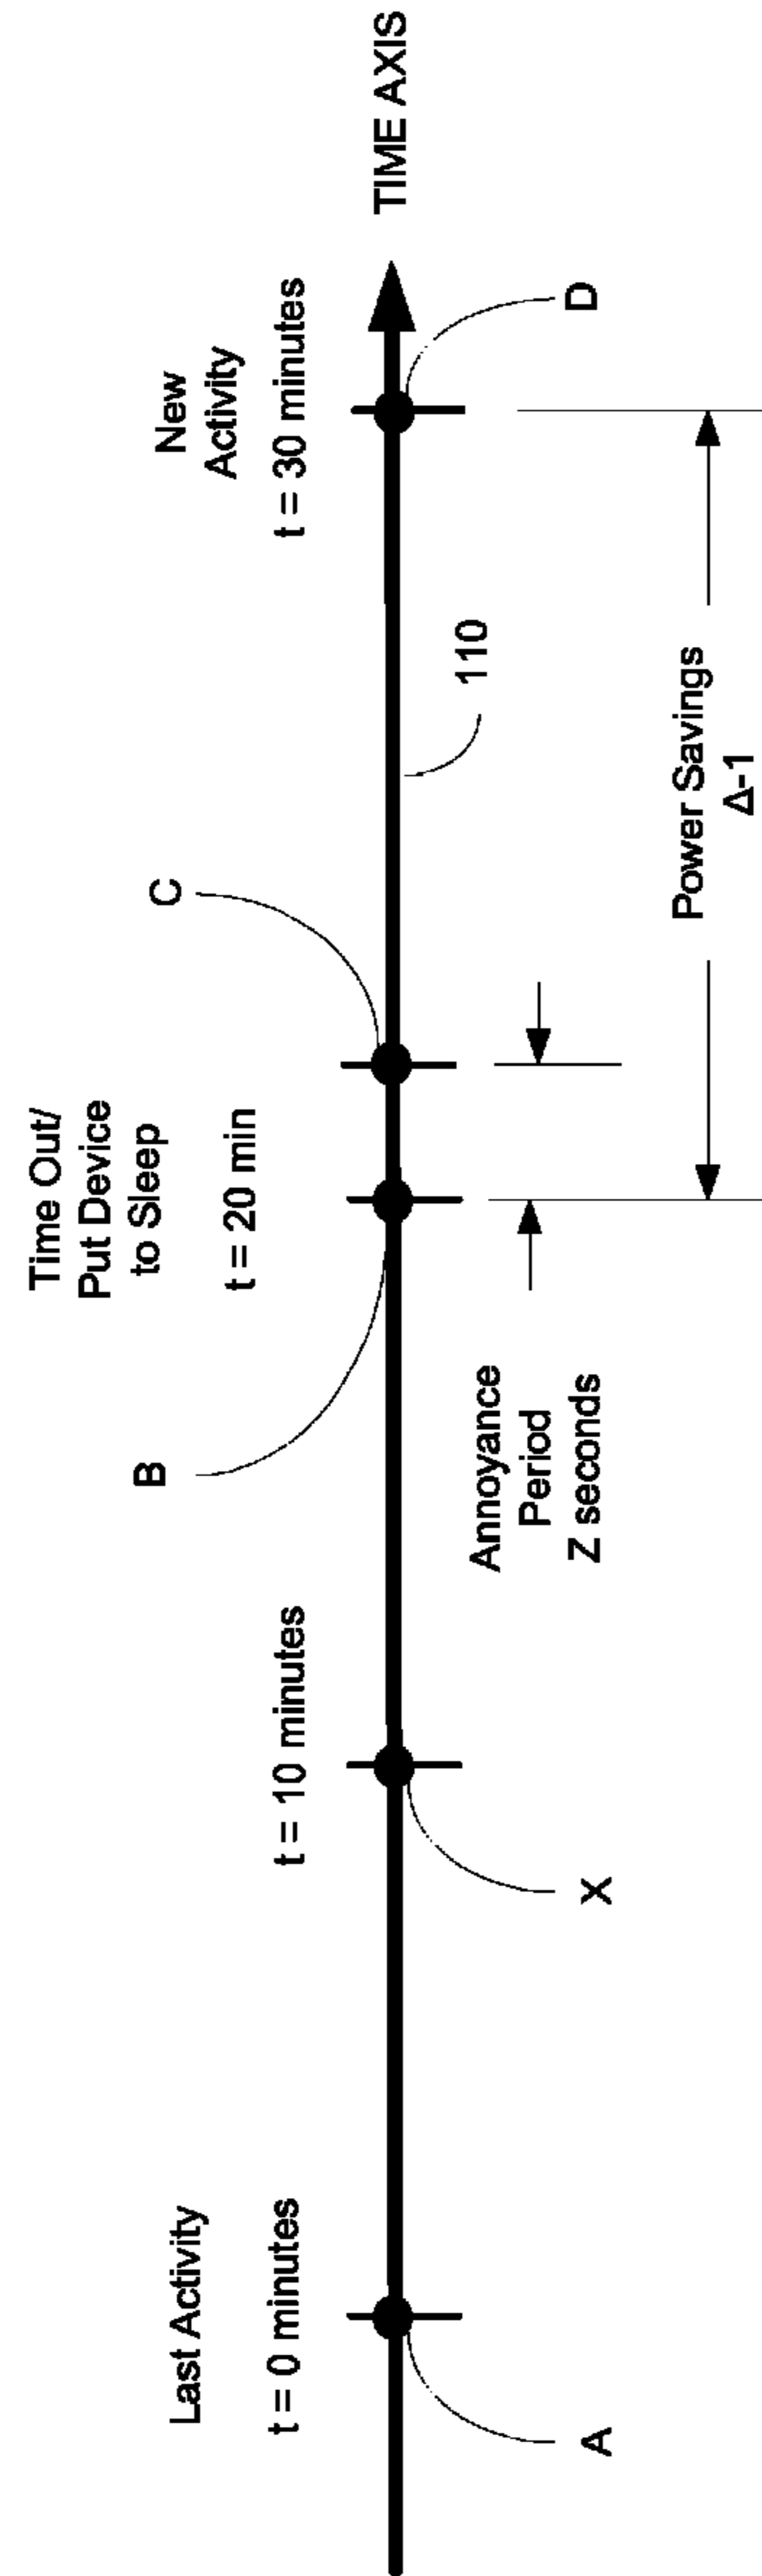 Last Activity
t = 0 minutes
A
t = 10 minutes
X
B
Time Out/
Put Device
to Sleep
t = 20 min
Annoyance
Period
Z seconds
C
110
Power Savings
Δ-1
New
Activity
t = 30 minutes
D
TIME AXIS